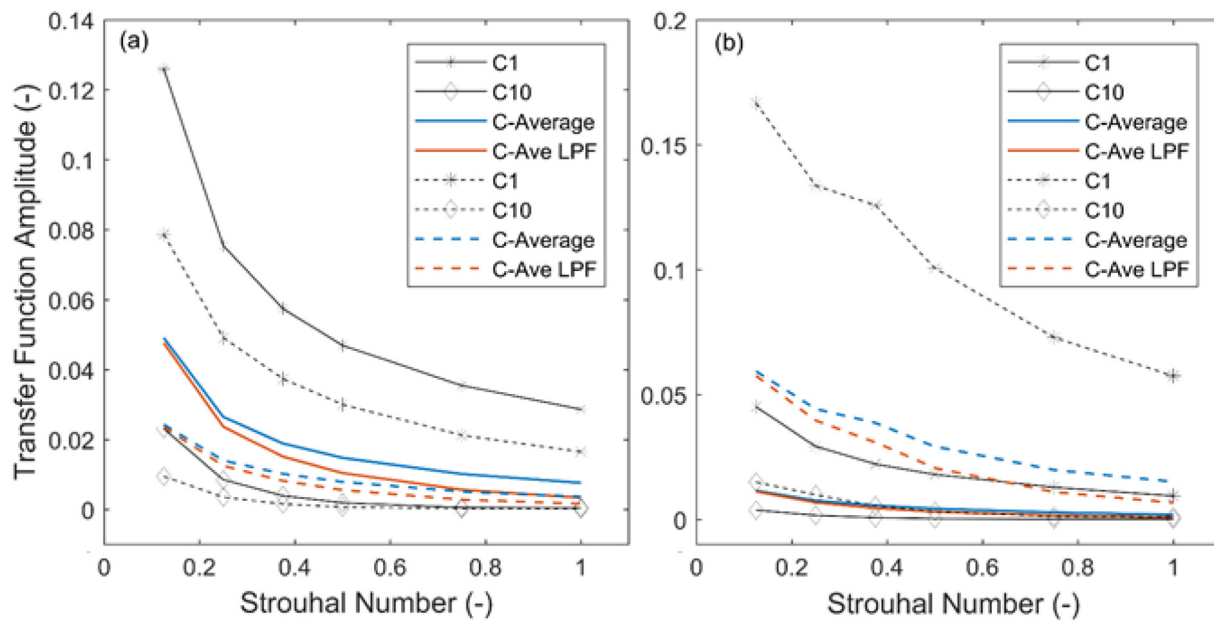 (a)
0.14
0.12
0.1
0.08
0.06
0.04
0.02
0
Transfer Function Amplitude (-)
C1
C10
C-Average
C-Ave LPF
C1
C10
C-Average
C-Ave LPF
0 0.2 0.4 0.6 0.8 1
Strouhal Number (-)
(b)
0.2
0.15
0.1
0.05
0
C1
C10
C-Average
C-Ave LPF
C1
C10
C-Average
C-Ave LPF
0 0.2 0.4 0.6 0.8 1
Strouhal Number (-)